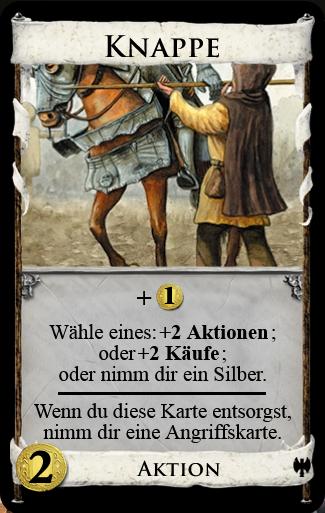 KNAPPE
+ 1
Wähle eines: +2 Aktionen;
oder +2 Käufe;
oder nimm dir ein Silber.
Wenn du diese Karte entsorgst,
nimm dir eine Angriffskarte.
2 AKTION